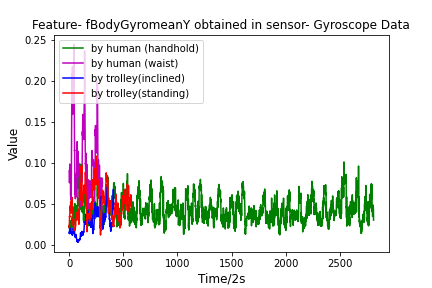 Feature- fBodyGyromeanY obtained in sensor- Gyroscope Data
by human (handhold)
by human (waist)
by trolley(inclined)
by trolley(standing)
Value
0.25
0.20
0.15
0.10
0.05
0.00
0
500
1000
1500
2000
2500
Time/2s